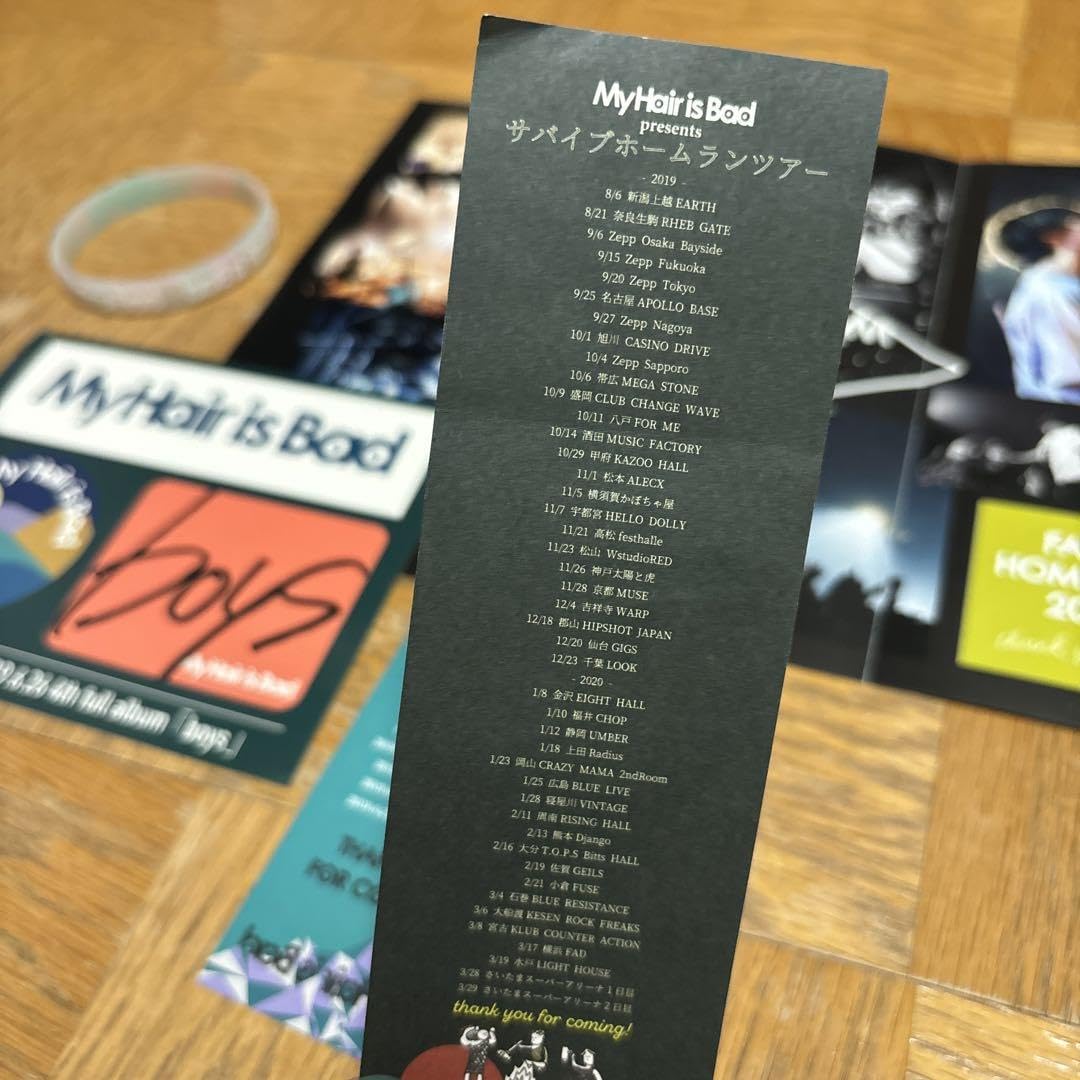 My Hair is Bad
presents
サバイブホームランツアー
- 2019 -
8/6 新潟上越 EARTH
8/21 奈良生駒 RHEB GATE
9/6 Zepp Osaka Bayside
9/15 Zepp Fukuoka
9/20 Zepp Tokyo
9/25 名古屋 APOLLO BASE
9/27 Zepp Nagoya
10/1 旭川 CASINO DRIVE
10/4 Zepp Sapporo
10/6 帯広 MEGA STONE
10/9 盛岡 CLUB CHANGE WAVE
10/11 八戸 FOR ME
10/14 酒田 MUSIC FACTORY
10/29 甲府 KAZOO HALL
11/1 松本 ALECX
11/5 横須賀かぼちゃ屋
11/7 宇都宮 HELLO DOLLY
11/21 高松 festhalle
11/23 松山 WstudioRED
11/26 神戸太陽と虎
11/28 京都 MUSE
12/4 吉祥寺 WARP
12/18 郡山 HIPSHOT JAPAN
12/20 仙台 GIGS
12/23 千葉 LOOK
- 2020 -
1/8 金沢 EIGHT HALL
1/10 福井 CHOP
1/12 静岡 UMBER
1/18 上田 Radius
1/23 岡山 CRAZY MAMA 2ndRoom
1/25 広島 BLUE LIVE
1/28 寝屋川 VINTAGE
2/11 周南 RISING HALL
2/13 熊本 Django
2/16 大分 T.O.P.S Bitts HALL
2/19 佐賀 GEILS
2/21 小倉 FUSE
3/4 石巻 BLUE RESISTANCE
3/6 大船渡 KESEN ROCK FREAKS
3/8 宮古 KLUB COUNTER ACTION
3/17 横浜 FAD
3/19 水戸 LIGHT HOUSE
3/28 さいたまスーパーアリーナ1日目
3/29 さいたまスーパーアリーナ2日目
thank you for coming!
My Hair is Bad
My Hair is Bad
boys
My Hair is Bad
6.26 4th full album「boys」
FOR CO
HOM
20